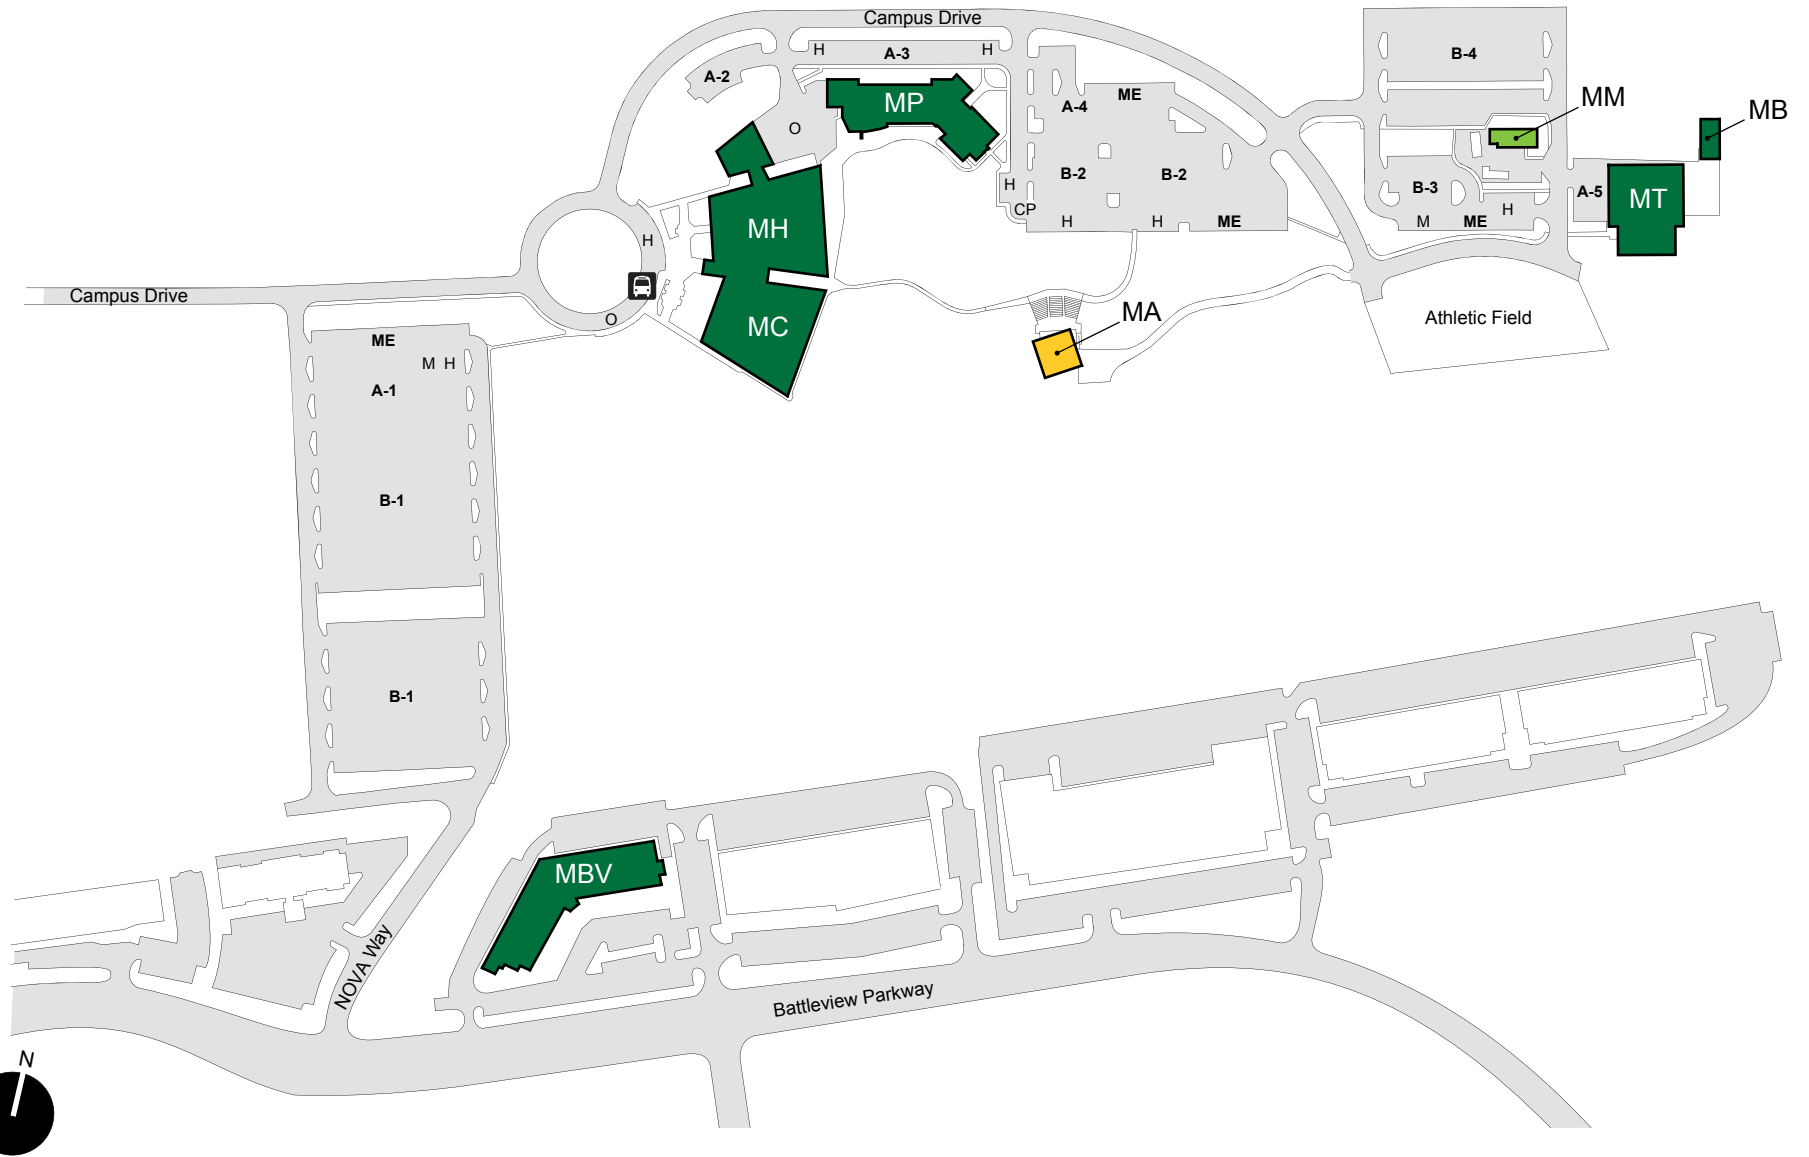 Campus Drive
H
A-3
H
B-4
A-2
MP
ME
A-4
MM
MB
O
B-2
B-2
H
CP
H
H
ME
B-3
M
ME
H
A-5
MT
MH
H
Campus Drive
O
MC
MA
Athletic Field
ME
M H
A-1
B-1
B-1
MBV
NOVA Way
Battleview Parkway
N